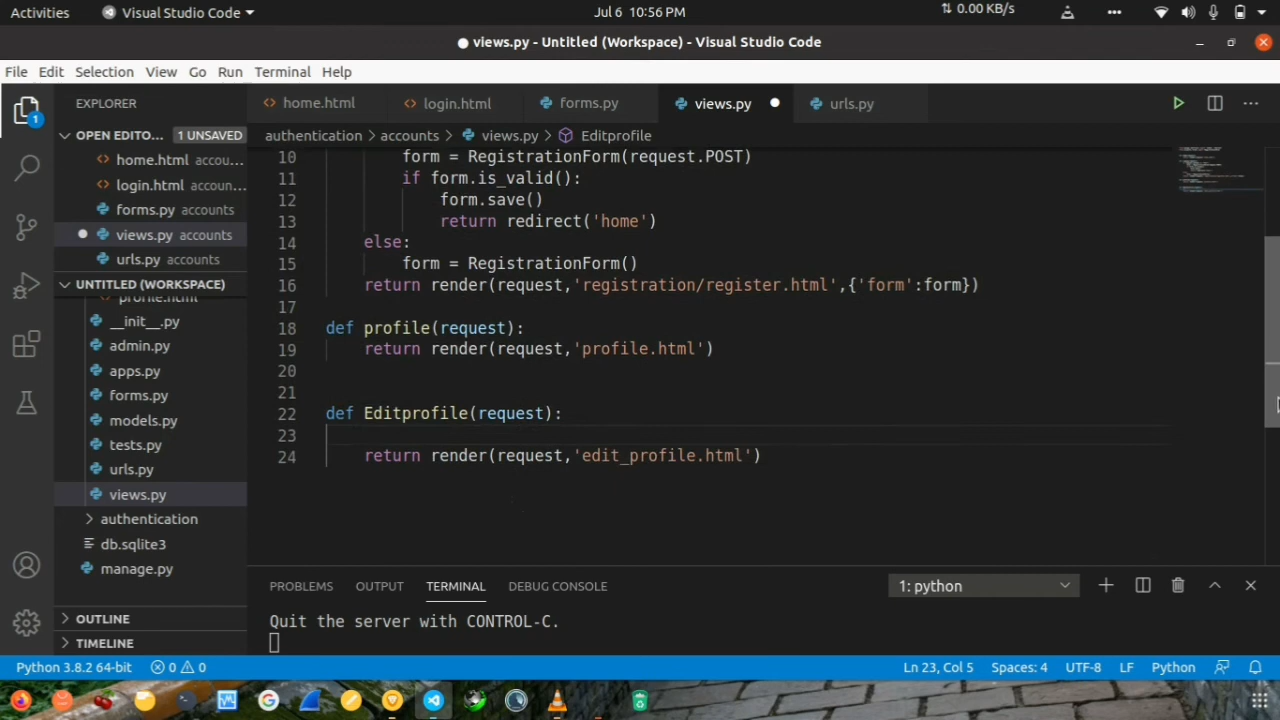 Activities Visual Studio Code Jul 6 10:56 PM 0.00 KB/s
views.py - Untitled (Workspace) - Visual Studio Code
File Edit Selection View Go Run Terminal Help
EXPLORER home.html login.html forms.py views.py urls.py
OPEN EDITO... 1 UNSAVED authentication > accounts > views.py > Editprofile
home.html accou...
login.html accoun...
forms.py accounts
views.py accounts
urls.py accounts
UNTITLED (WORKSPACE)
profile.html
__init__.py
admin.py
apps.py
forms.py
models.py
tests.py
urls.py
views.py
authentication
db.sqlite3
manage.py
OUTLINE
TIMELINE
10 form = RegistrationForm(request.POST)
11 if form.is_valid():
12 form.save()
13 return redirect('home')
14 else:
15 form = RegistrationForm()
16 return render(request,'registration/register.html',{'form':form})
17
18 def profile(request):
19 return render(request,'profile.html')
20
21
22 def Editprofile(request):
23
24 return render(request,'edit_profile.html')
PROBLEMS OUTPUT TERMINAL DEBUG CONSOLE 1: python
Quit the server with CONTROL-C.
Python 3.8.2 64-bit 0 0 Ln 23, Col 5 Spaces: 4 UTF-8 LF Python